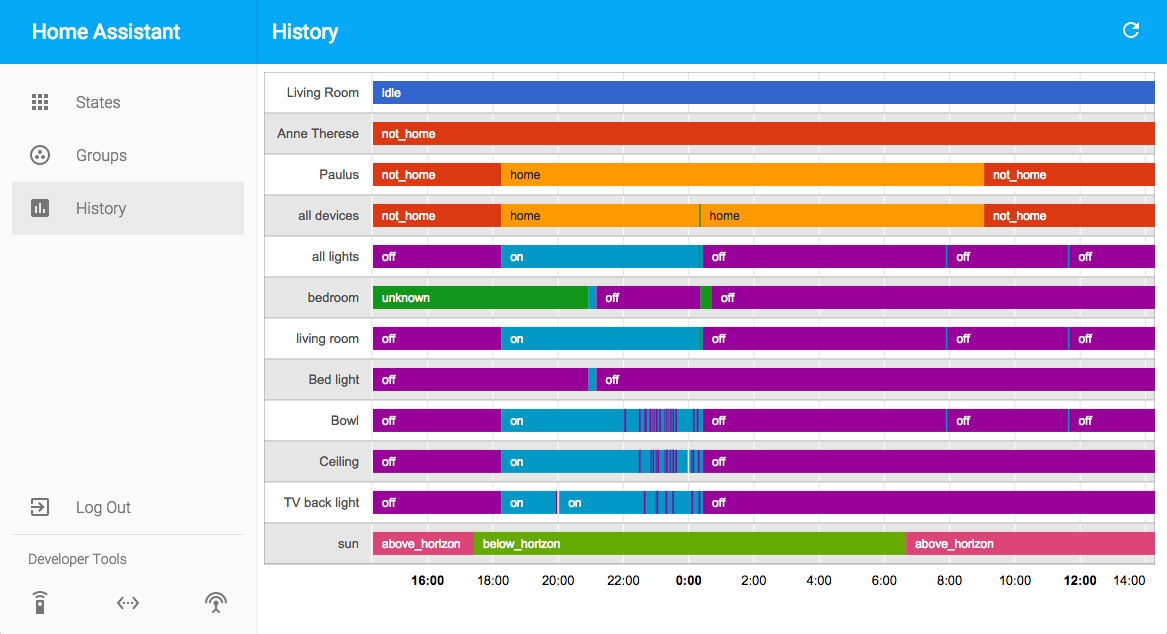 Home Assistant
History
States
Groups
History
Log Out
Developer Tools
Living Room idle
Anne Therese not_home
Paulus not_home home not_home
all devices not_home home home not_home
all lights off on off off off
bedroom unknown off off
living room off on off off off
Bed light off off
Bowl off on off off off
Ceiling off on off
TV back light off on on off
sun above_horizon below_horizon above_horizon
16:00 18:00 20:00 22:00 0:00 2:00 4:00 6:00 8:00 10:00 12:00 14:00